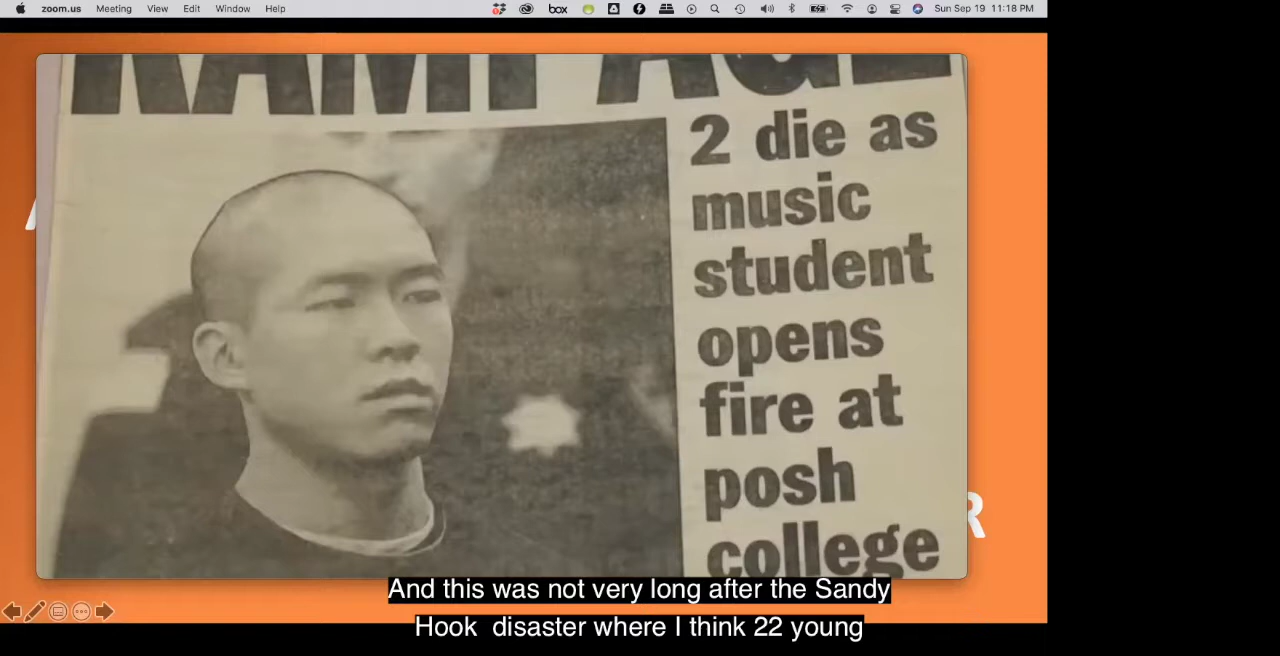 zoom.us Meeting View Edit Window Help
box
Sun Sep 19 11:18 PM
RAMPAGE
2 die as
music
student
opens
fire at
posh
college
R
And this was not very long after the Sandy
Hook disaster where I think 22 young